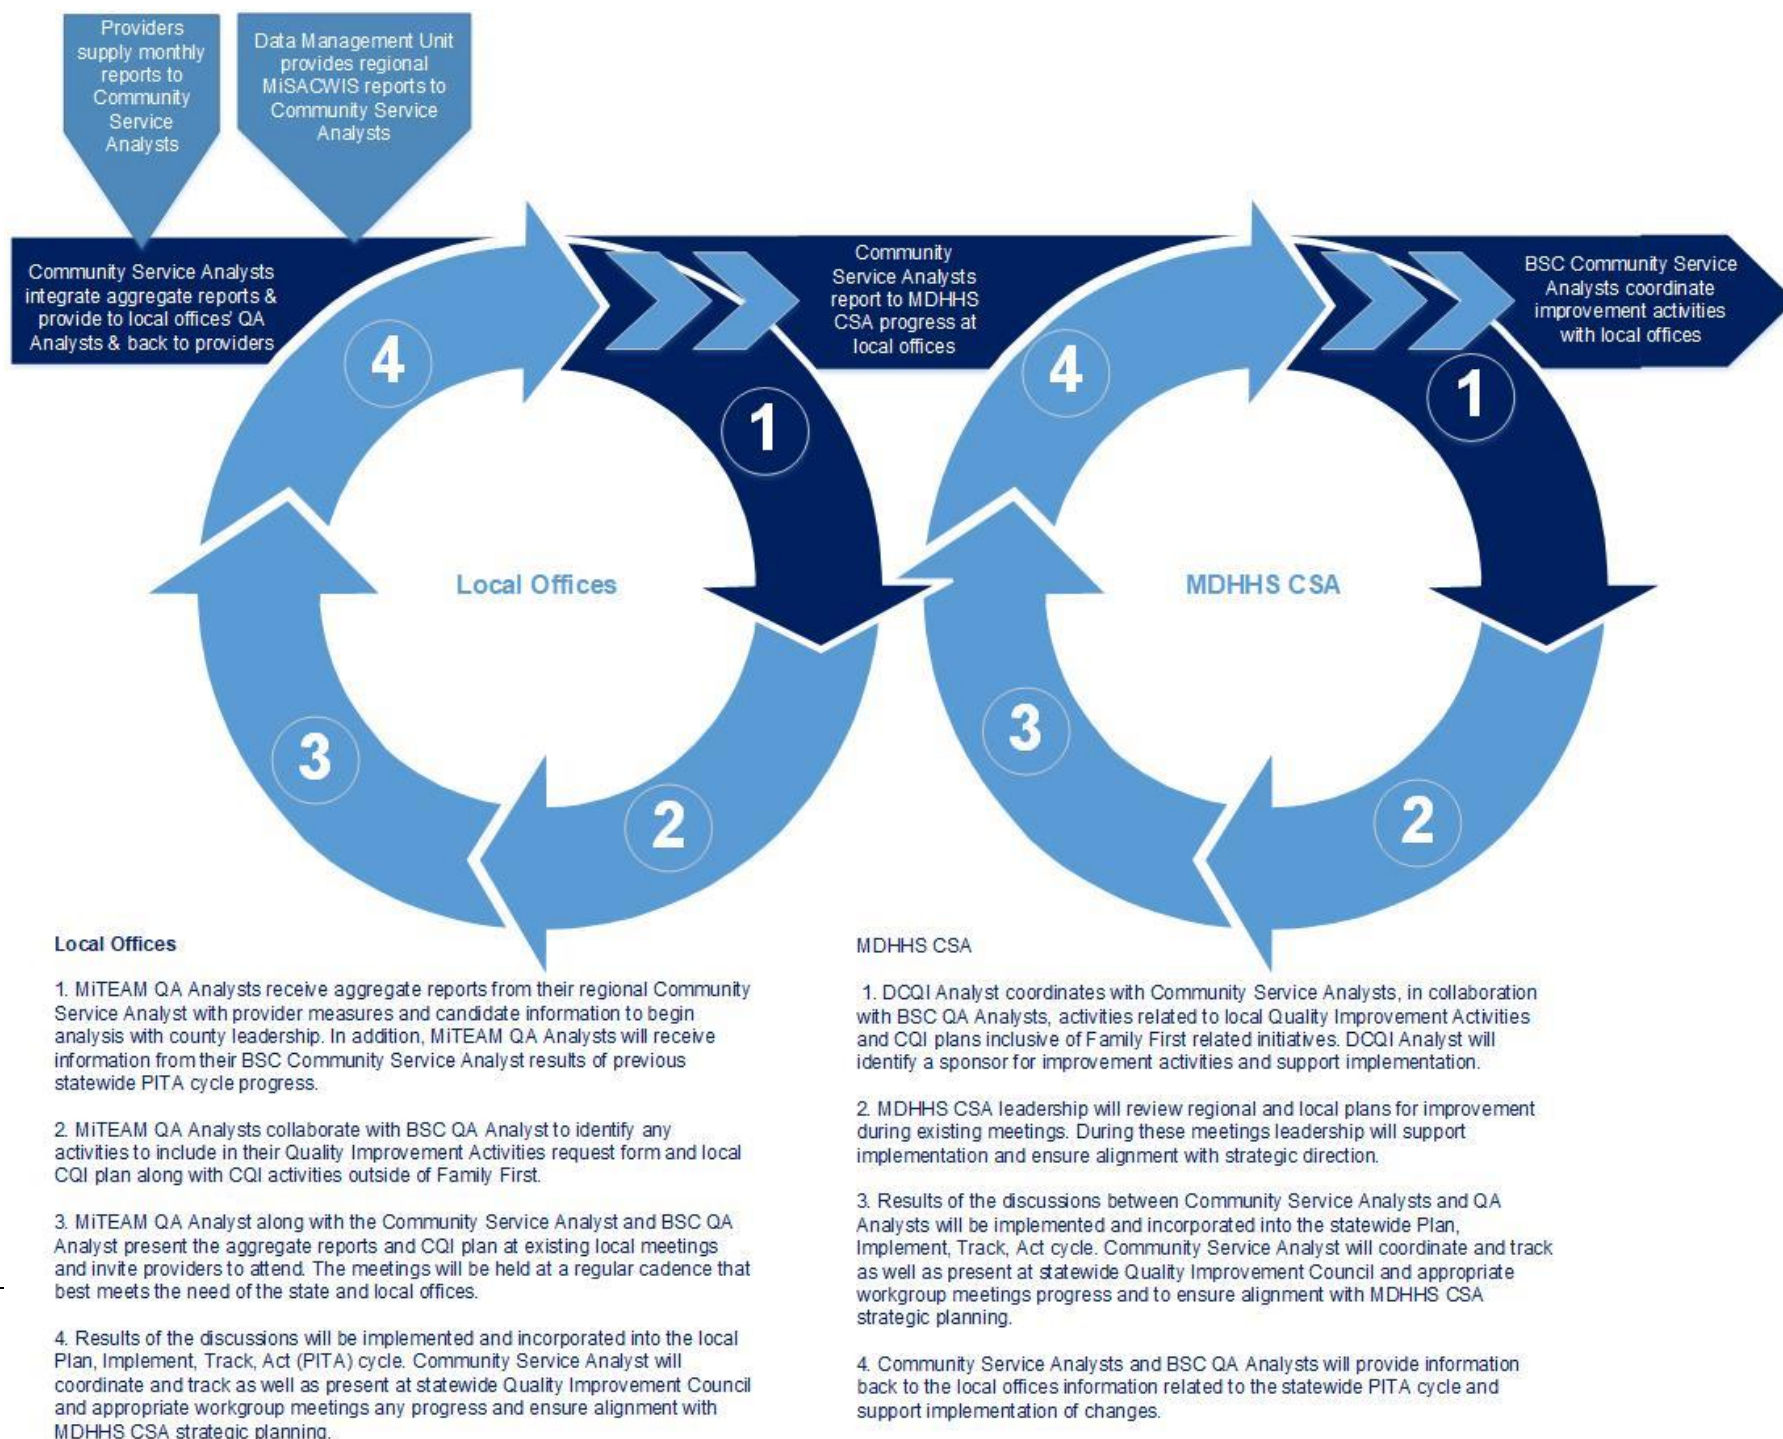 Providers
supply monthly
reports to
Community
Service
Analysts
Data Management Unit
provides regional
MiSACWIS reports to
Community Service
Analysts
Community Service Analysts
integrate aggregate reports &
provide to local offices' QA
Analysts & back to providers
Community
Service Analysts
report to MDHHS
CSA progress at
local offices
BSC Community Service
Analysts coordinate
improvement activities
with local offices
4
1
Local Offices
3
2
4
1
MDHHS CSA
3
2
Local Offices
1. MiTEAM QA Analysts receive aggregate reports from their regional Community
Service Analyst with provider measures and candidate information to begin
analysis with county leadership. In addition, MiTEAM QA Analysts will receive
information from their BSC Community Service Analyst results of previous
statewide PITA cycle progress.
2. MiTEAM QA Analysts collaborate with BSC QA Analyst to identify any
activities to include in their Quality Improvement Activities request form and local
CQI plan along with CQI activities outside of Family First.
3. MiTEAM QA Analyst along with the Community Service Analyst and BSC QA
Analyst present the aggregate reports and CQI plan at existing local meetings
and invite providers to attend. The meetings will be held at a regular cadence that
best meets the need of the state and local offices.
4. Results of the discussions will be implemented and incorporated into the local
Plan, Implement, Track, Act (PITA) cycle. Community Service Analyst will
coordinate and track as well as present at statewide Quality Improvement Council
and appropriate workgroup meetings any progress and ensure alignment with
MDHHS CSA strategic planning.
MDHHS CSA
1. DCQI Analyst coordinates with Community Service Analysts, in collaboration
with BSC QA Analysts, activities related to local Quality Improvement Activities
and CQI plans inclusive of Family First related initiatives. DCQI Analyst will
identify a sponsor for improvement activities and support implementation.
2. MDHHS CSA leadership will review regional and local plans for improvement
during existing meetings. During these meetings leadership will support
implementation and ensure alignment with strategic direction.
3. Results of the discussions between Community Service Analysts and QA
Analysts will be implemented and incorporated into the statewide Plan,
Implement, Track, Act cycle. Community Service Analyst will coordinate and track
as well as present at statewide Quality Improvement Council and appropriate
workgroup meetings progress and to ensure alignment with MDHHS CSA
strategic planning.
4. Community Service Analysts and BSC QA Analysts will provide information
back to the local offices information related to the statewide PITA cycle and
support implementation of changes.